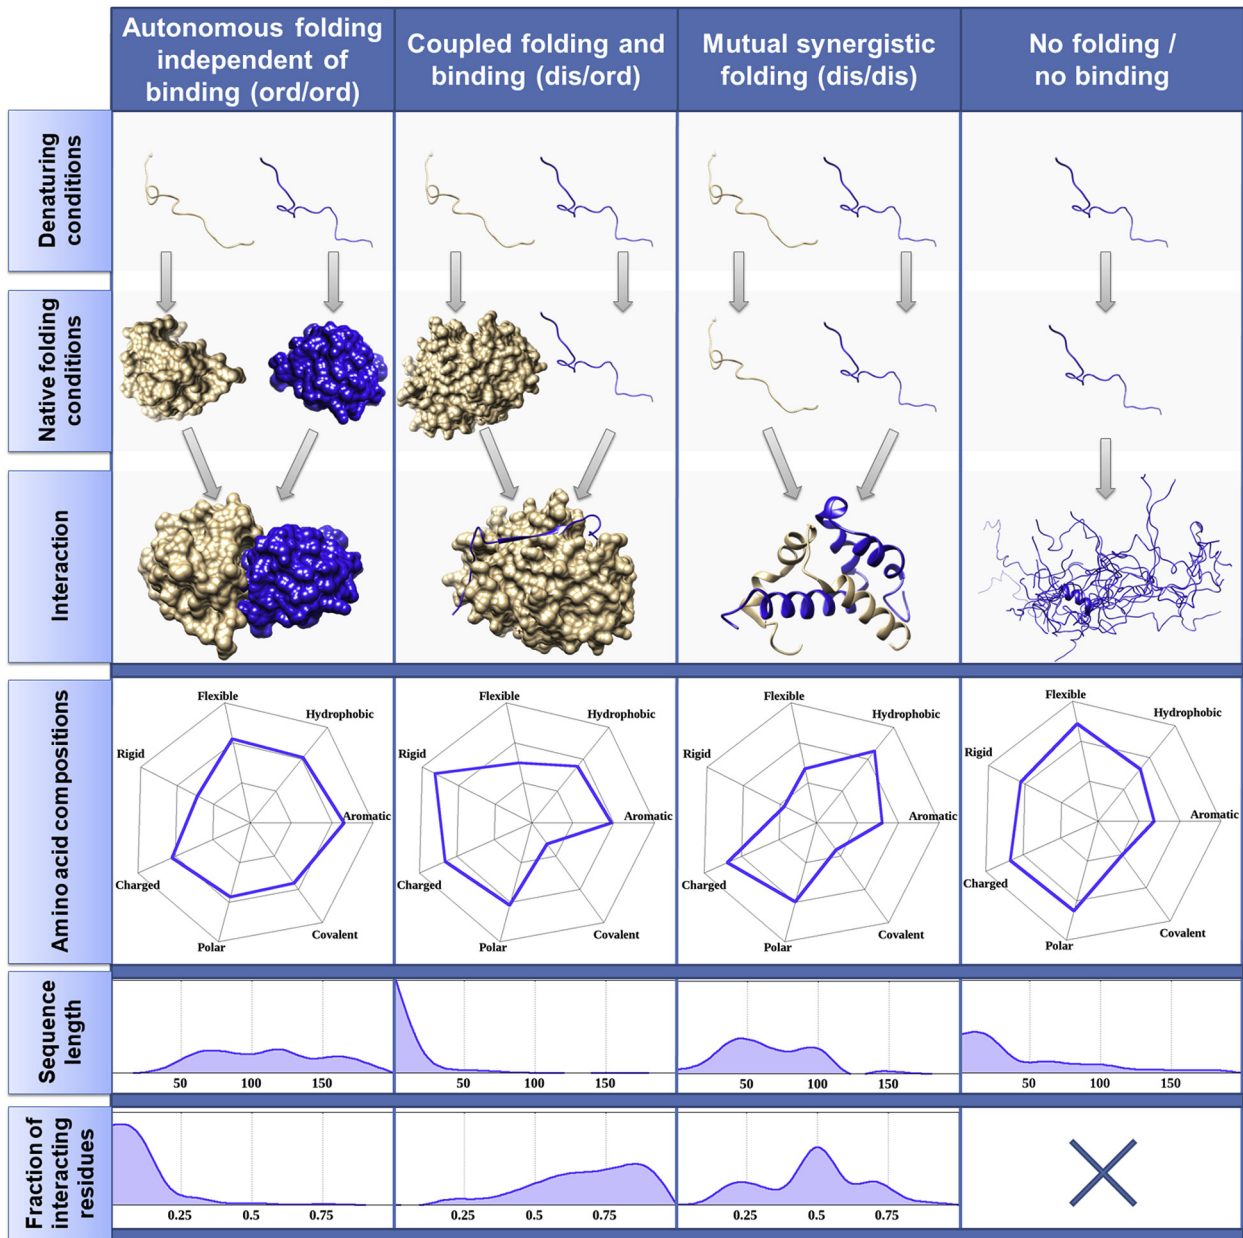 Autonomous folding
independent of
binding (ord/ord)
Coupled folding and
binding (dis/ord)
Mutual synergistic
folding (dis/dis)
No folding /
no binding
Denaturing
conditions
Native folding
conditions
Interaction
Amino acid compositions
Flexible
Hydrophobic
Rigid
Aromatic
Charged
Covalent
Polar
Flexible
Hydrophobic
Rigid
Aromatic
Charged
Covalent
Polar
Flexible
Hydrophobic
Rigid
Aromatic
Charged
Covalent
Polar
Flexible
Hydrophobic
Rigid
Aromatic
Charged
Covalent
Polar
Sequence
length
50 100 150
50 100 150
50 100 150
50 100 150
Fraction of
interacting
residues
0.25 0.5 0.75
0.25 0.5 0.75
0.25 0.5 0.75